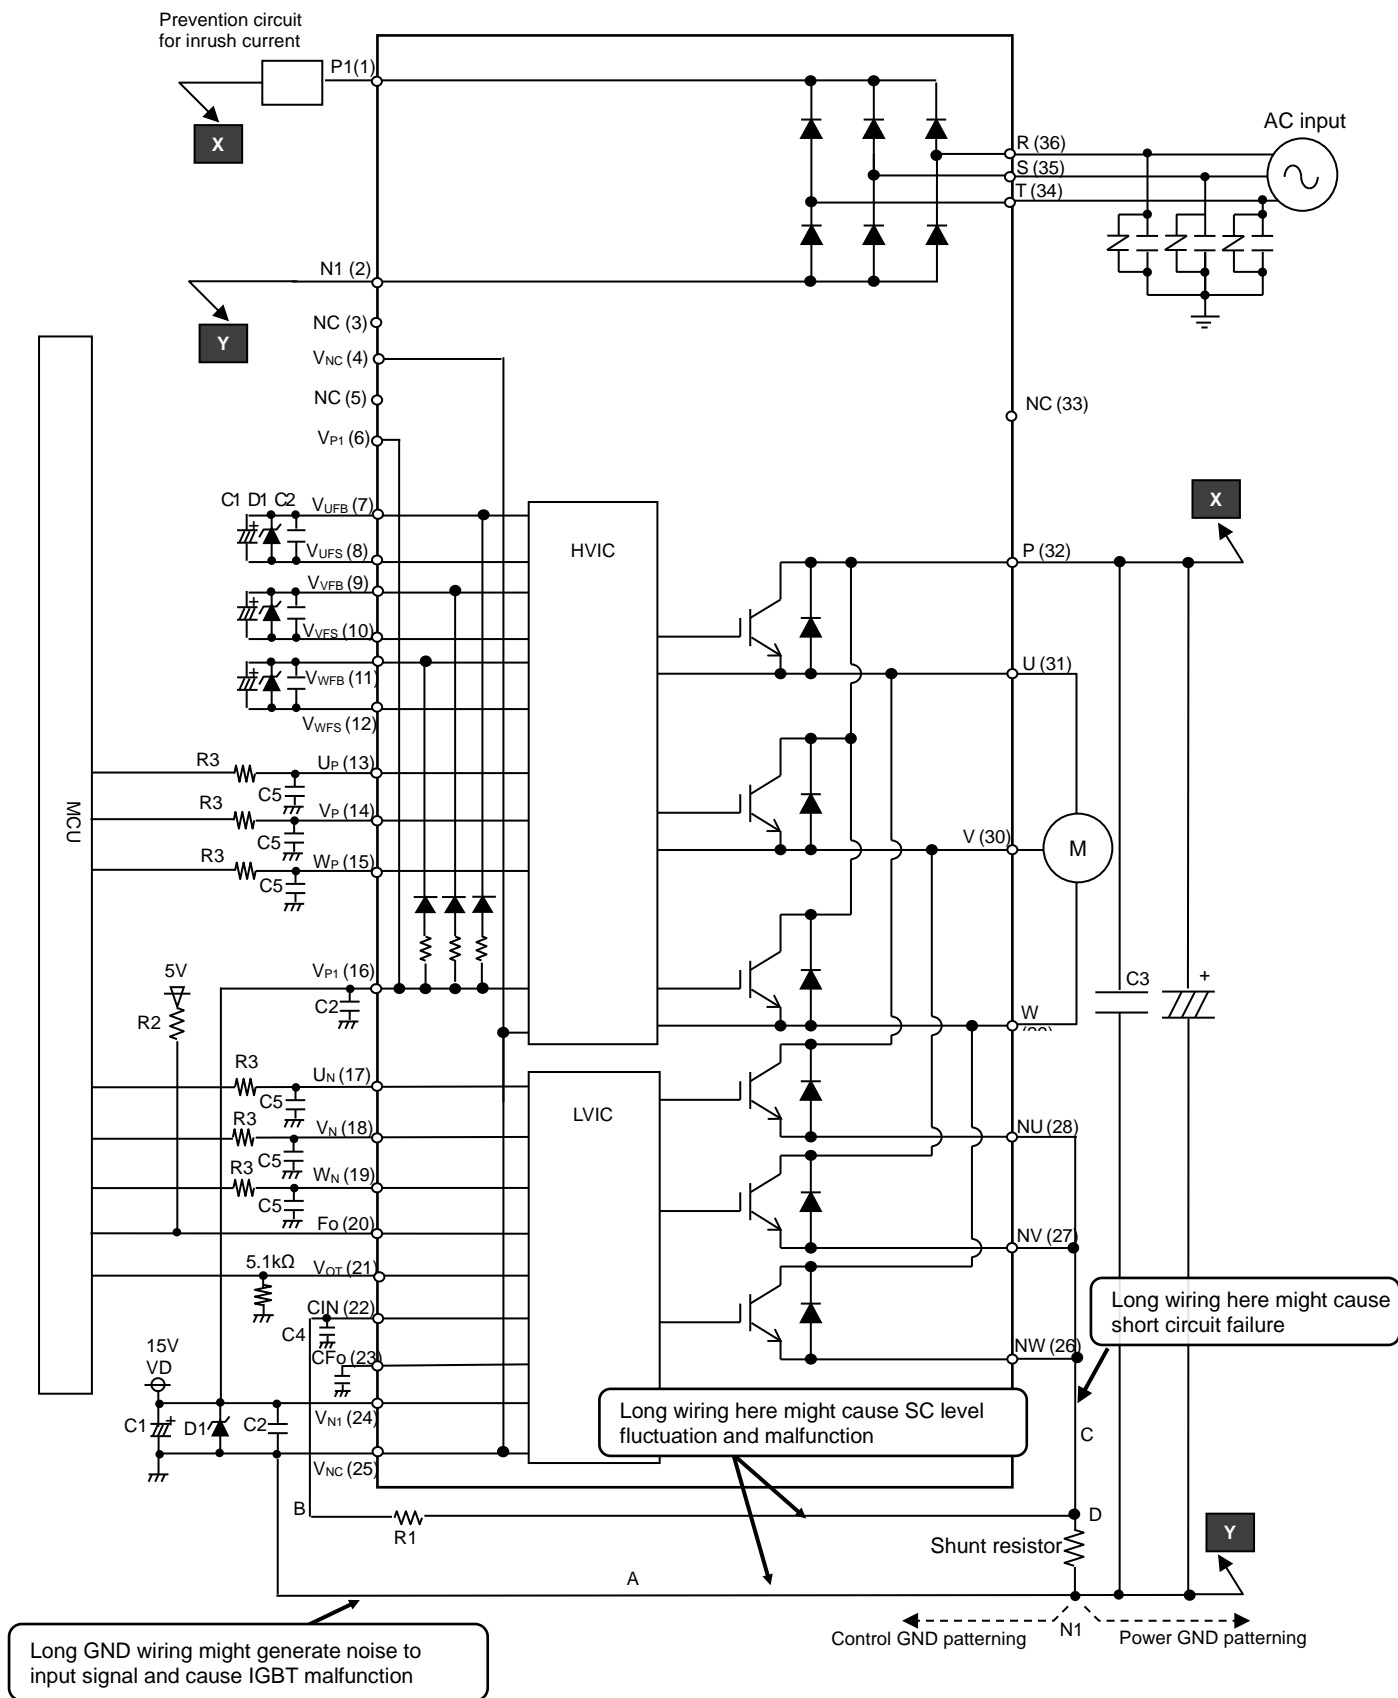 Prevention circuit
for inrush current
P1(1)
X
AC input
R (36)
S (35)
T (34)
N1 (2)
Y
NC (3)
VNC (4)
NC (5)
VP1 (6)
NC (33)
X
C1 D1 C2
VUFB (7)
VUFS (8)
HVIC
P (32)
VVFB (9)
VVFS (10)
VWFB (11)
VWFS (12)
U (31)
R3
UP (13)
C5
R3
VP (14)
C5
R3
WP (15)
C5
MCU
V (30)
M
5V
R2
VP1 (16)
C2
C3
+
W
R3
UN (17)
C5
LVIC
R3
VN (18)
C5
NU (28)
R3
WN (19)
C5
Fo (20)
NV (27)
5.1kΩ
VOT (21)
CIN (22)
C4
CFo (23)
Long wiring here might cause
short circuit failure
NW (26)
15V
VD
C1
+
D1
C2
VN1 (24)
VNC (25)
Long wiring here might cause SC level
fluctuation and malfunction
C
B
R1
D
Shunt resistor
Y
A
N1
Control GND patterning
Power GND patterning
Long GND wiring might generate noise to
input signal and cause IGBT malfunction